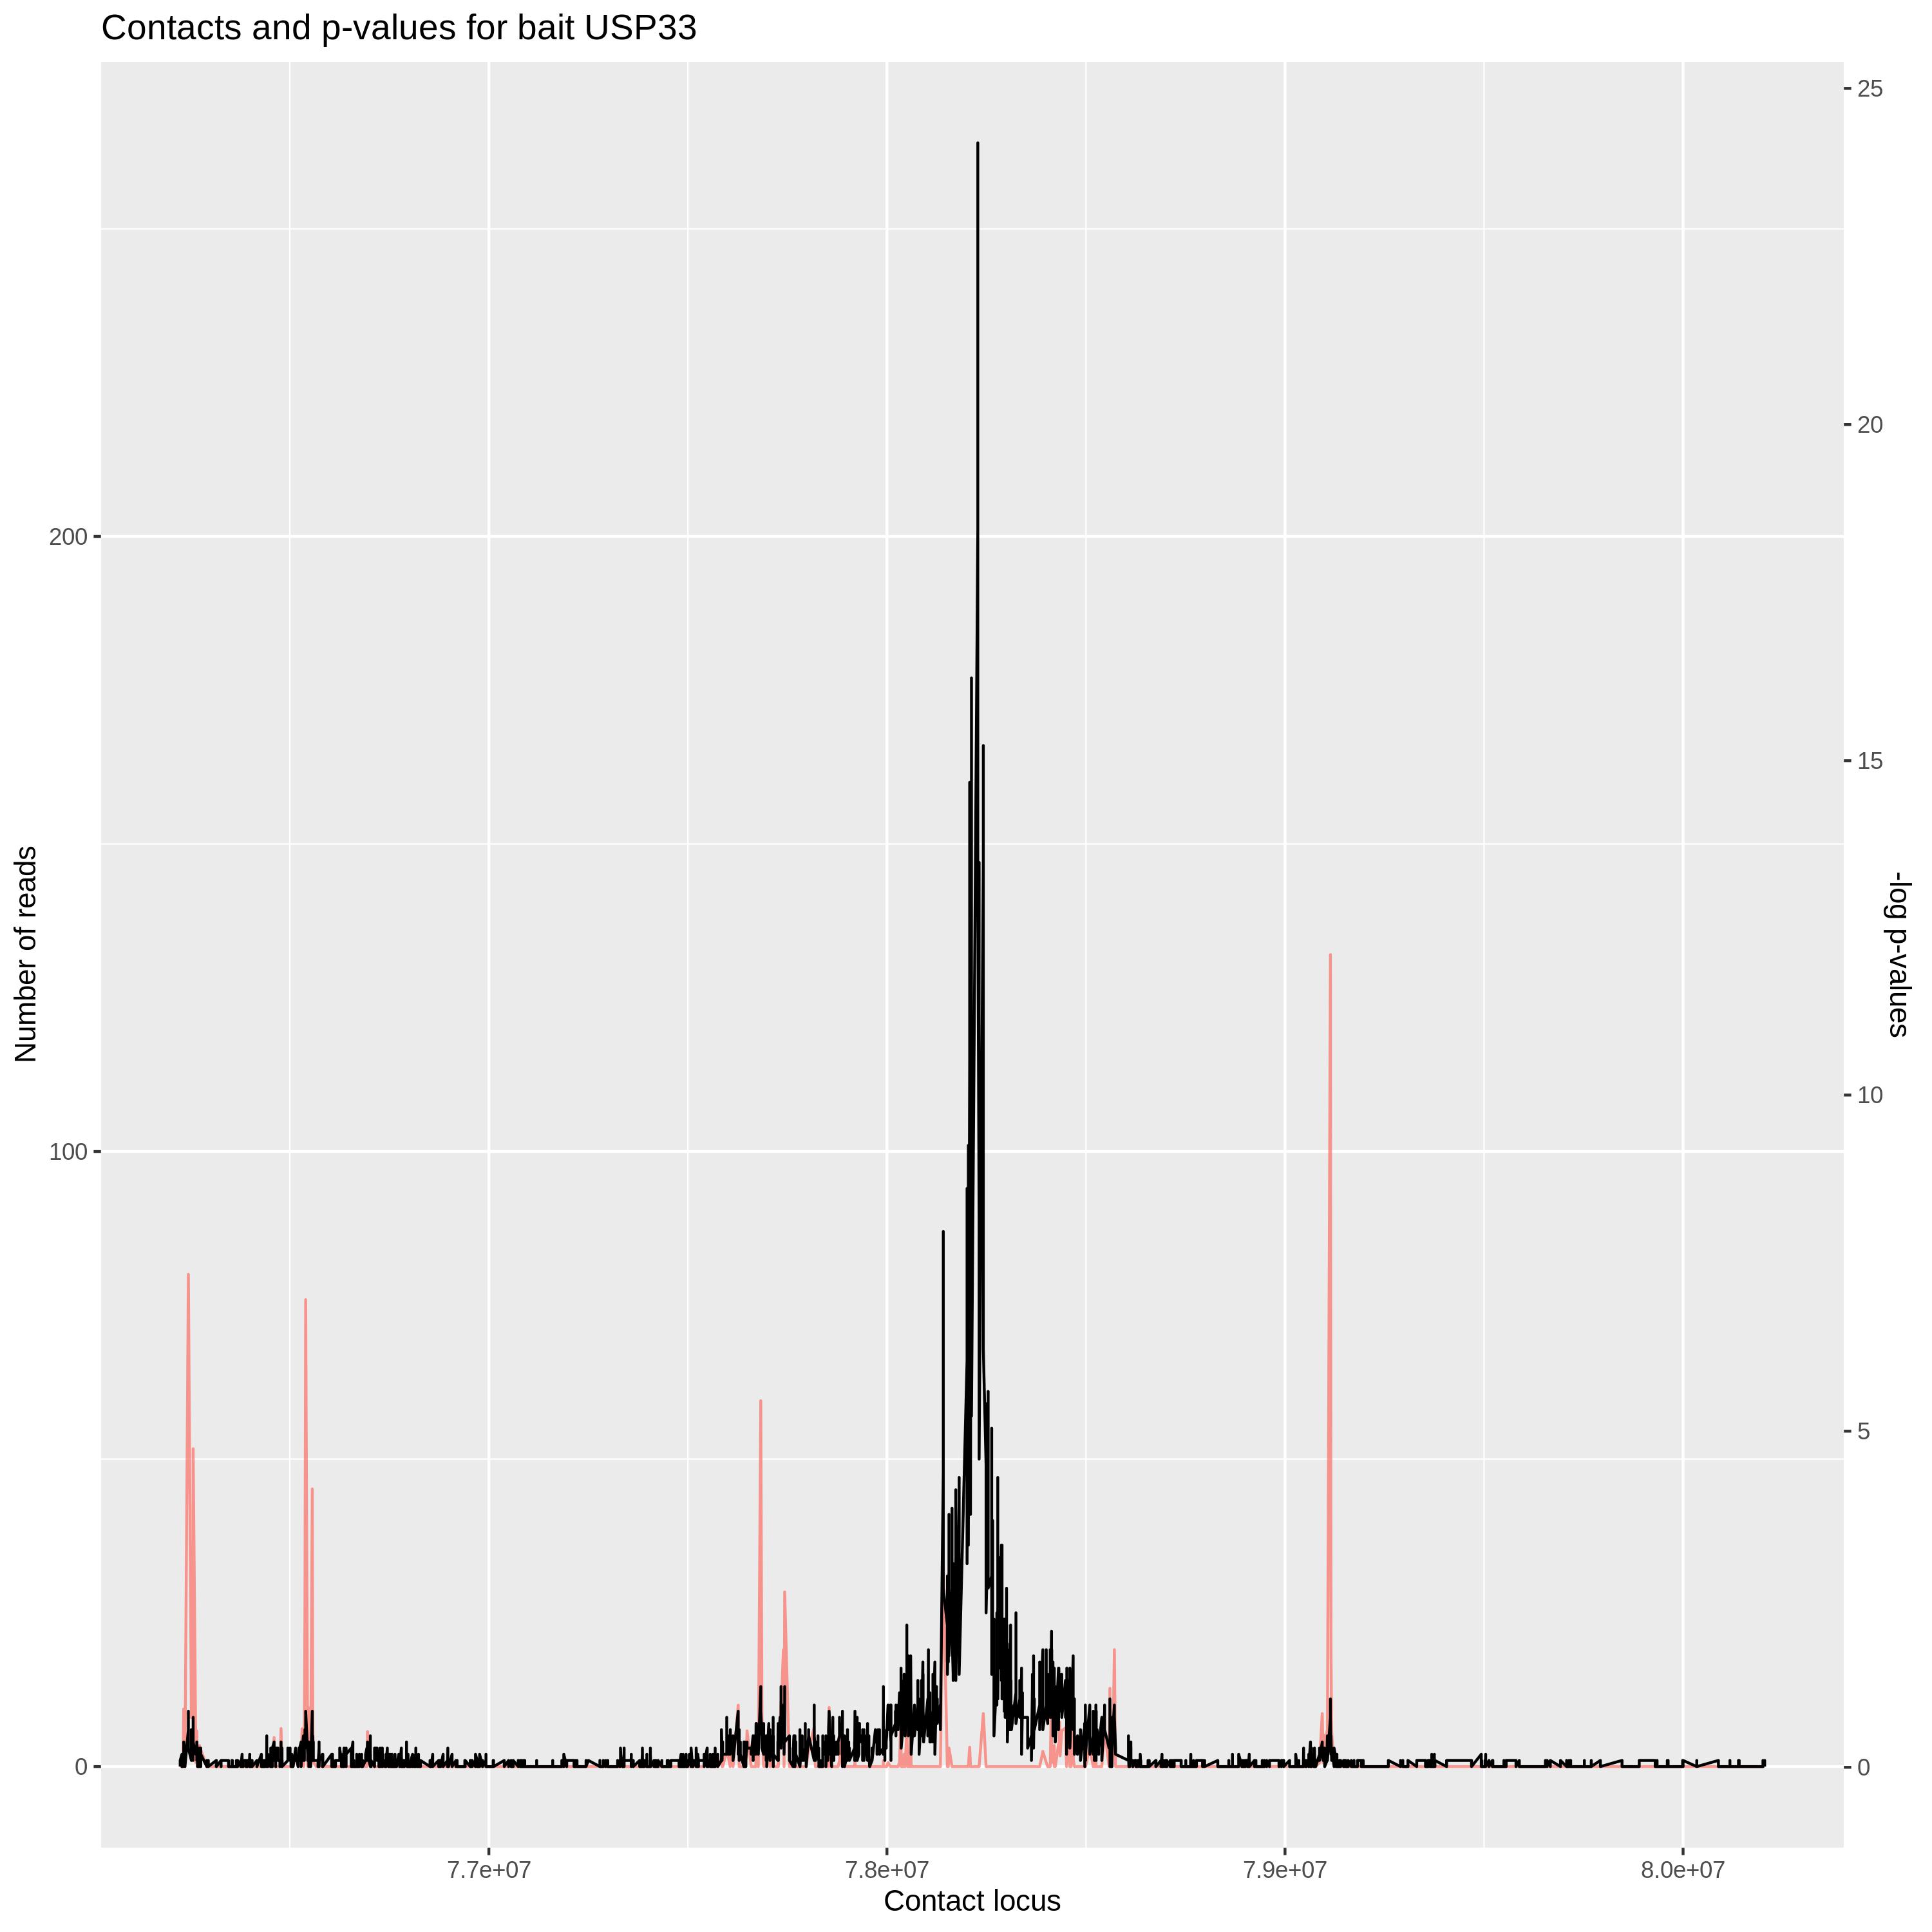 Contacts and p-values for bait USP33
25
20
200
15
Number of reads
-log p-values
10
100
5
0
0
7.7e+07
7.8e+07
7.9e+07
8.0e+07
Contact locus